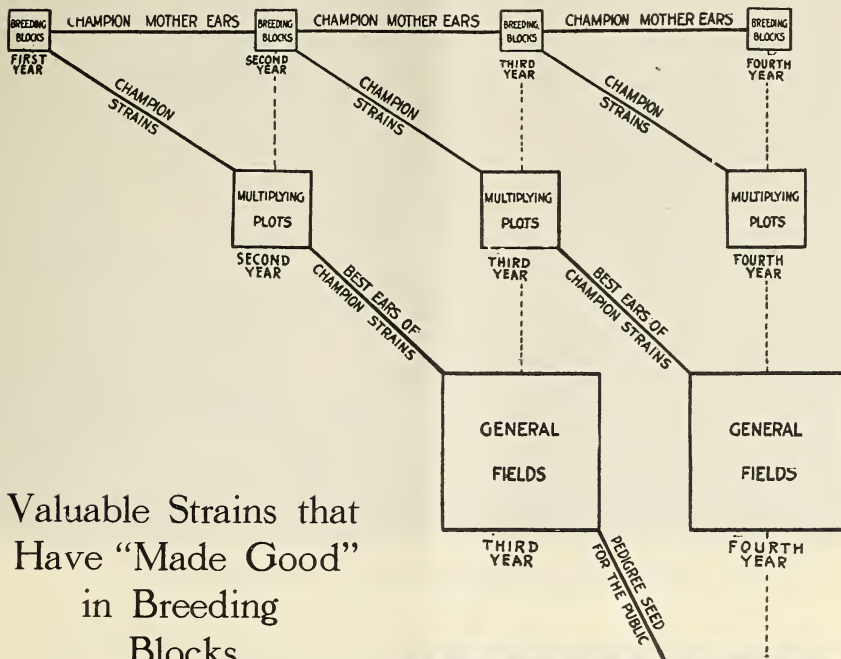 BREEDING
BLOCKS
CHAMPION MOTHER EARS
BREEDING
BLOCKS
CHAMPION MOTHER EARS
BREEDING
BLOCKS
CHAMPION MOTHER EARS
BREEDING
BLOCKS
FIRST
YEAR
SECOND
YEAR
THIRD
YEAR
FOURTH
YEAR
CHAMPION
STRAINS
CHAMPION
STRAINS
CHAMPION
STRAINS
MULTIPLYING
PLOTS
MULTIPLYING
PLOTS
MULTIPLYING
PLOTS
SECOND
YEAR
THIRD
YEAR
FOURTH
YEAR
BEST EARS OF
CHAMPION STRAINS
BEST EARS OF
CHAMPION STRAINS
GENERAL
FIELDS
GENERAL
FIELDS
THIRD
YEAR
FOURTH
YEAR
PEDIGREE SEED
FOR THE PUBLIC
Valuable Strains that
Have “Made Good”
in Breeding
Blocks